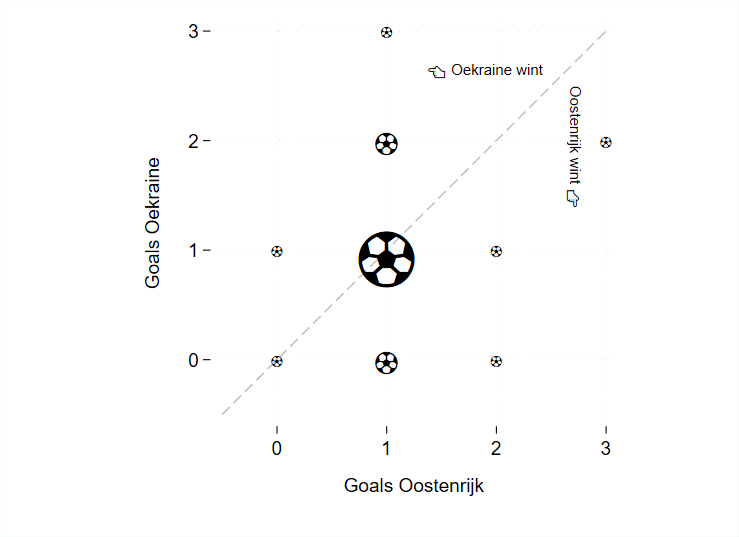 3
Oekraine wint
Oostenrijk wint
2
Goals Oekraine
1
0
0 1 2 3
Goals Oostenrijk